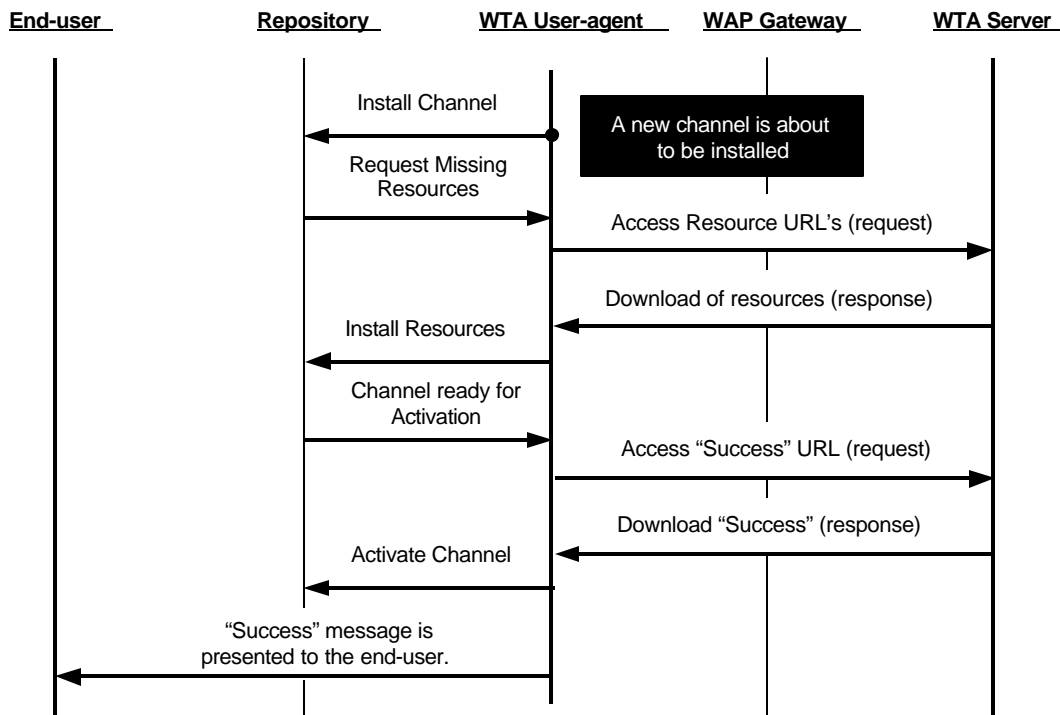 End-user Repository WTA User-agent WAP Gateway WTA Server
Install Channel
A new channel is about
to be installed
Request Missing
Resources
Access Resource URL's (request)
Download of resources (response)
Install Resources
Channel ready for
Activation
Access “Success” URL (request)
Download “Success” (response)
Activate Channel
“Success” message is
presented to the end-user.